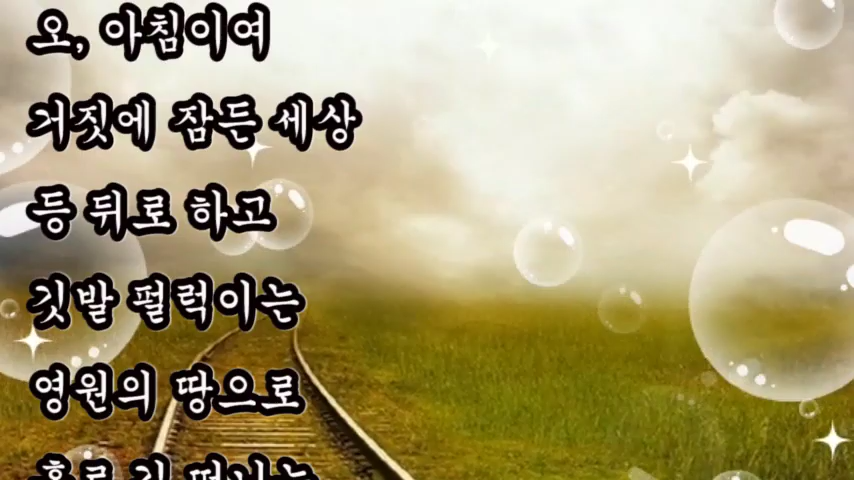 오, 아침이여
거짓에 잠든 세상
등 뒤로 하고
깃발 펄럭이는
영원의 땅으로
홀로 길 떠나는